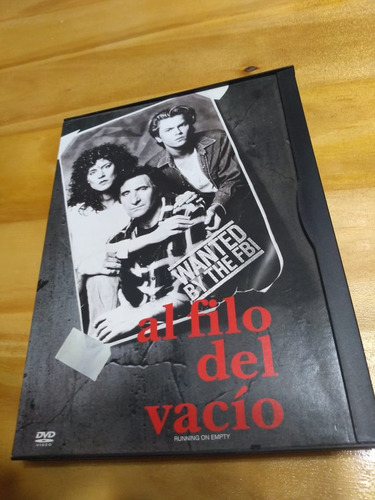 WANTED
BY THE FBI
al filo
del
vacío
RUNNING ON EMPTY
DVD
VIDEO